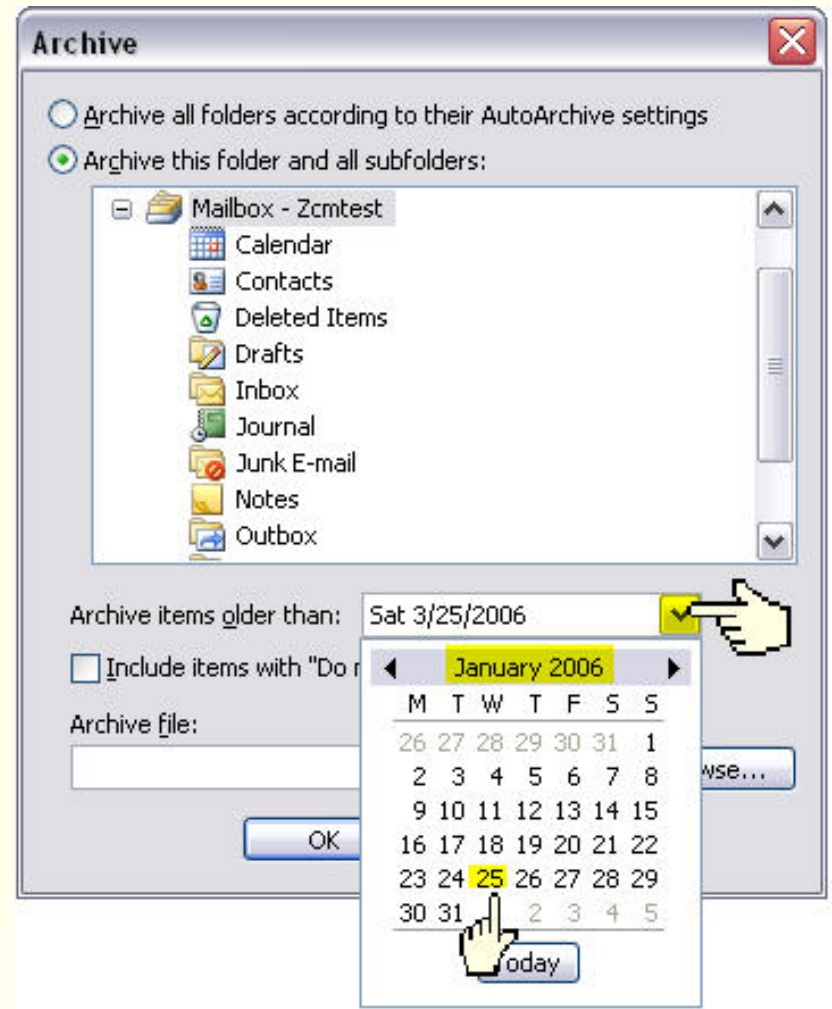 Archive
Archive all folders according to their AutoArchive settings
Archive this folder and all subfolders:
Mailbox - Zcmtest
Calendar
Contacts
Deleted Items
Drafts
Inbox
Journal
Junk E-mail
Notes
Outbox
Archive items older than: Sat 3/25/2006
Include items with "Do
January 2006
M T W T F S S
Archive file:
26 27 28 29 30 31 1
2 3 4 5 6 7 8
9 10 11 12 13 14 15
OK
16 17 18 19 20 21 22
23 24 25 26 27 28 29
30 31 2 3 4 5